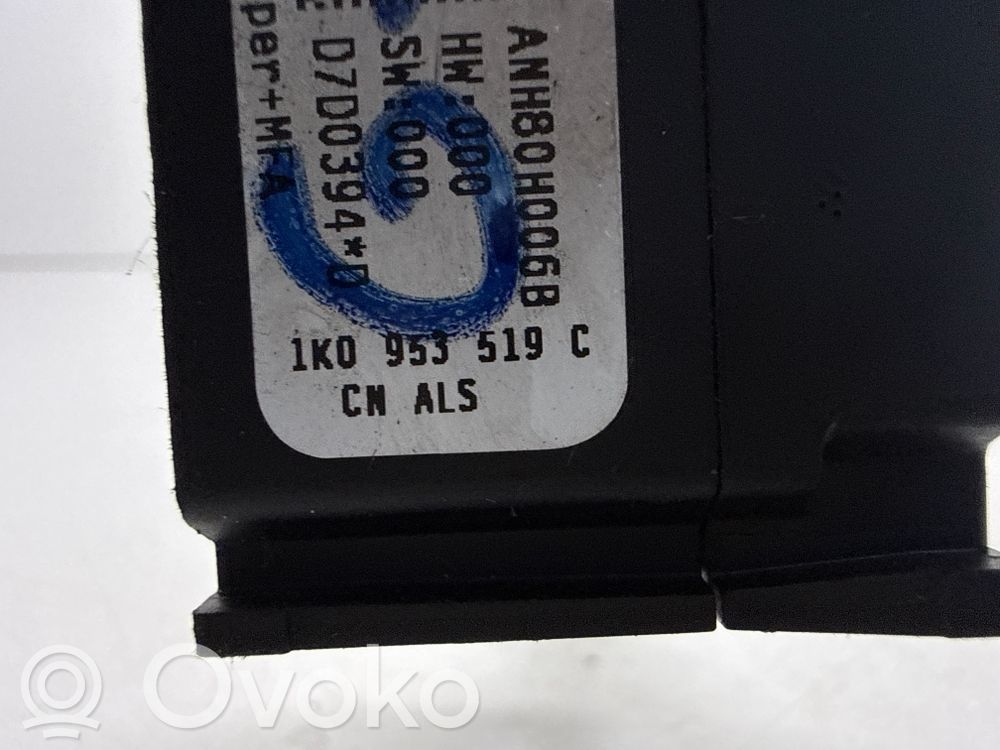 ANH80H006B
HW:000
SW:000
D7D0394*D
per+MFA
1K0 953 519 C
CN ALS
R Ovoko